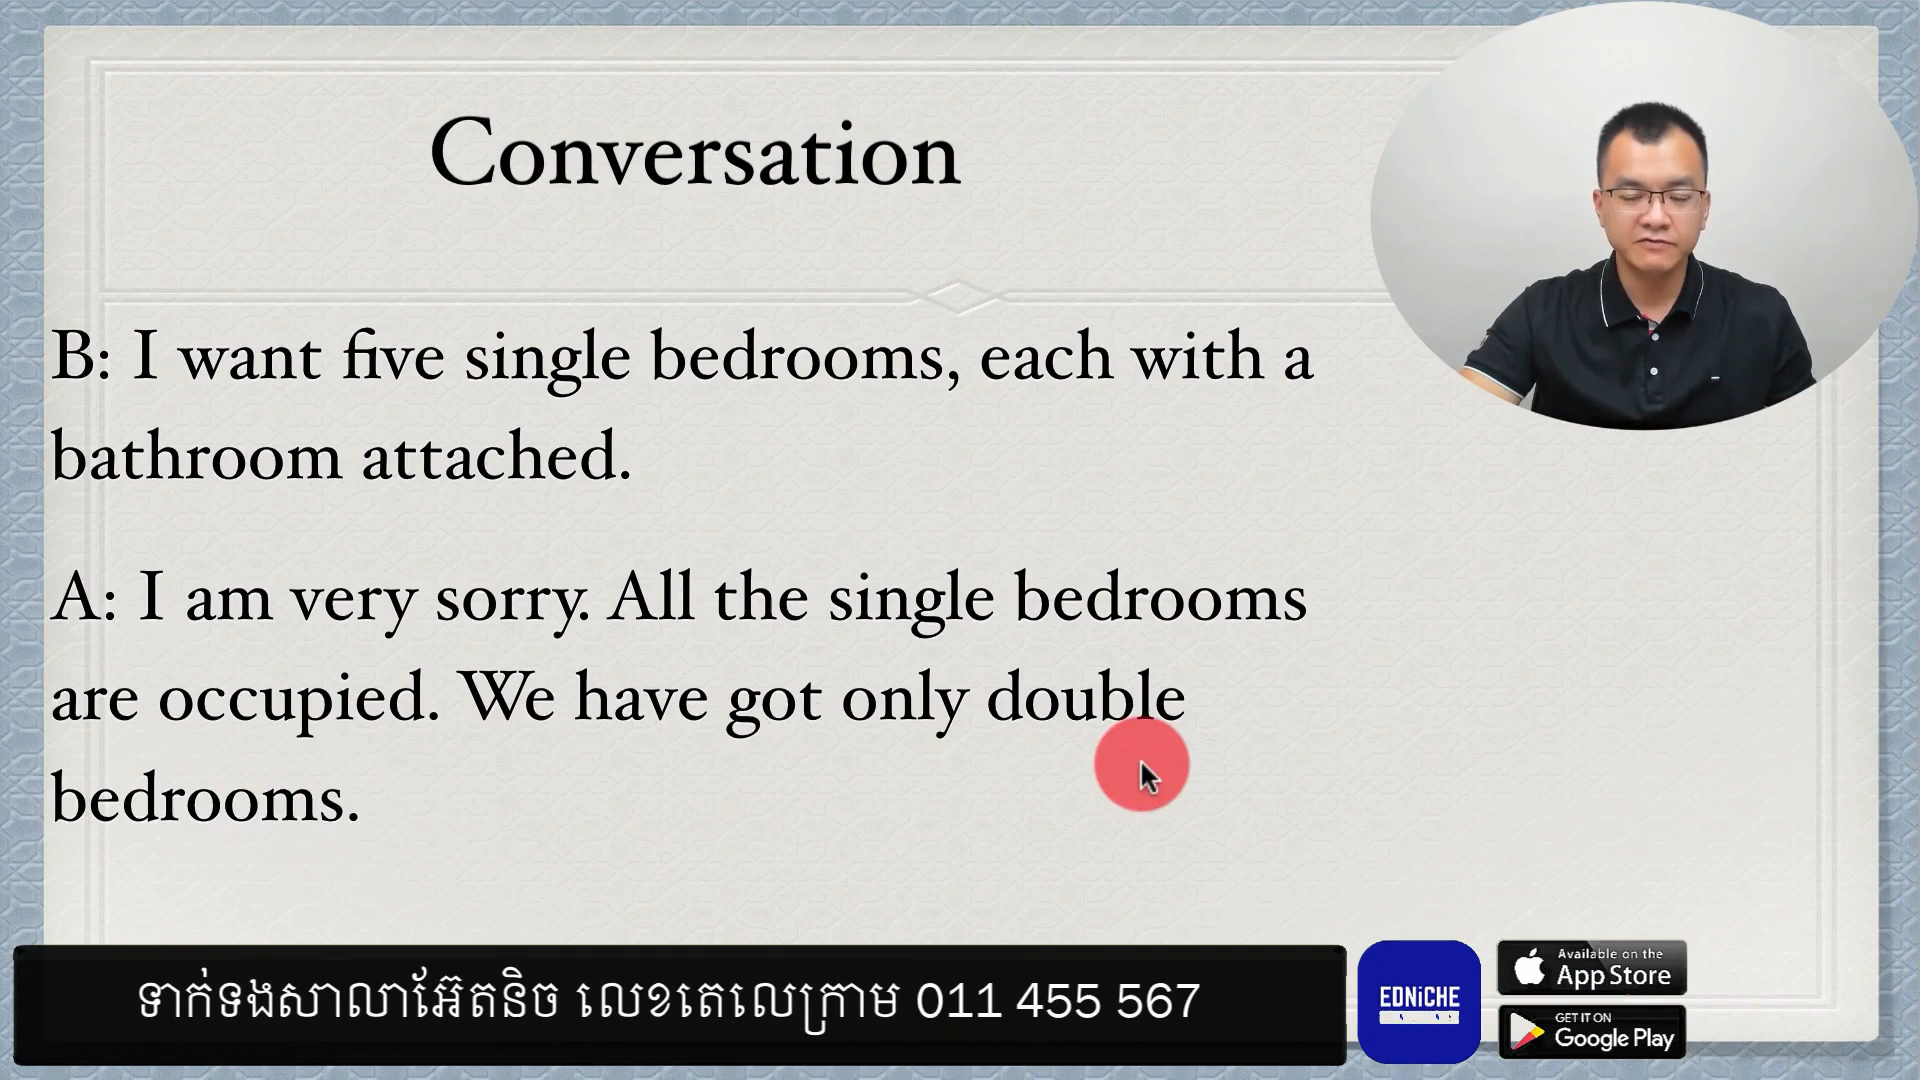 Conversation
B: I want five single bedrooms, each with a
bathroom attached.
A: I am very sorry. All the single bedrooms
are occupied. We have got only double
bedrooms.
ទាក់ទងសាលាអ៊ែតនិច លេខតេលេក្រាម 011 455 567
EDNiCHE
Available on the
App Store
GET IT ON
Google Play